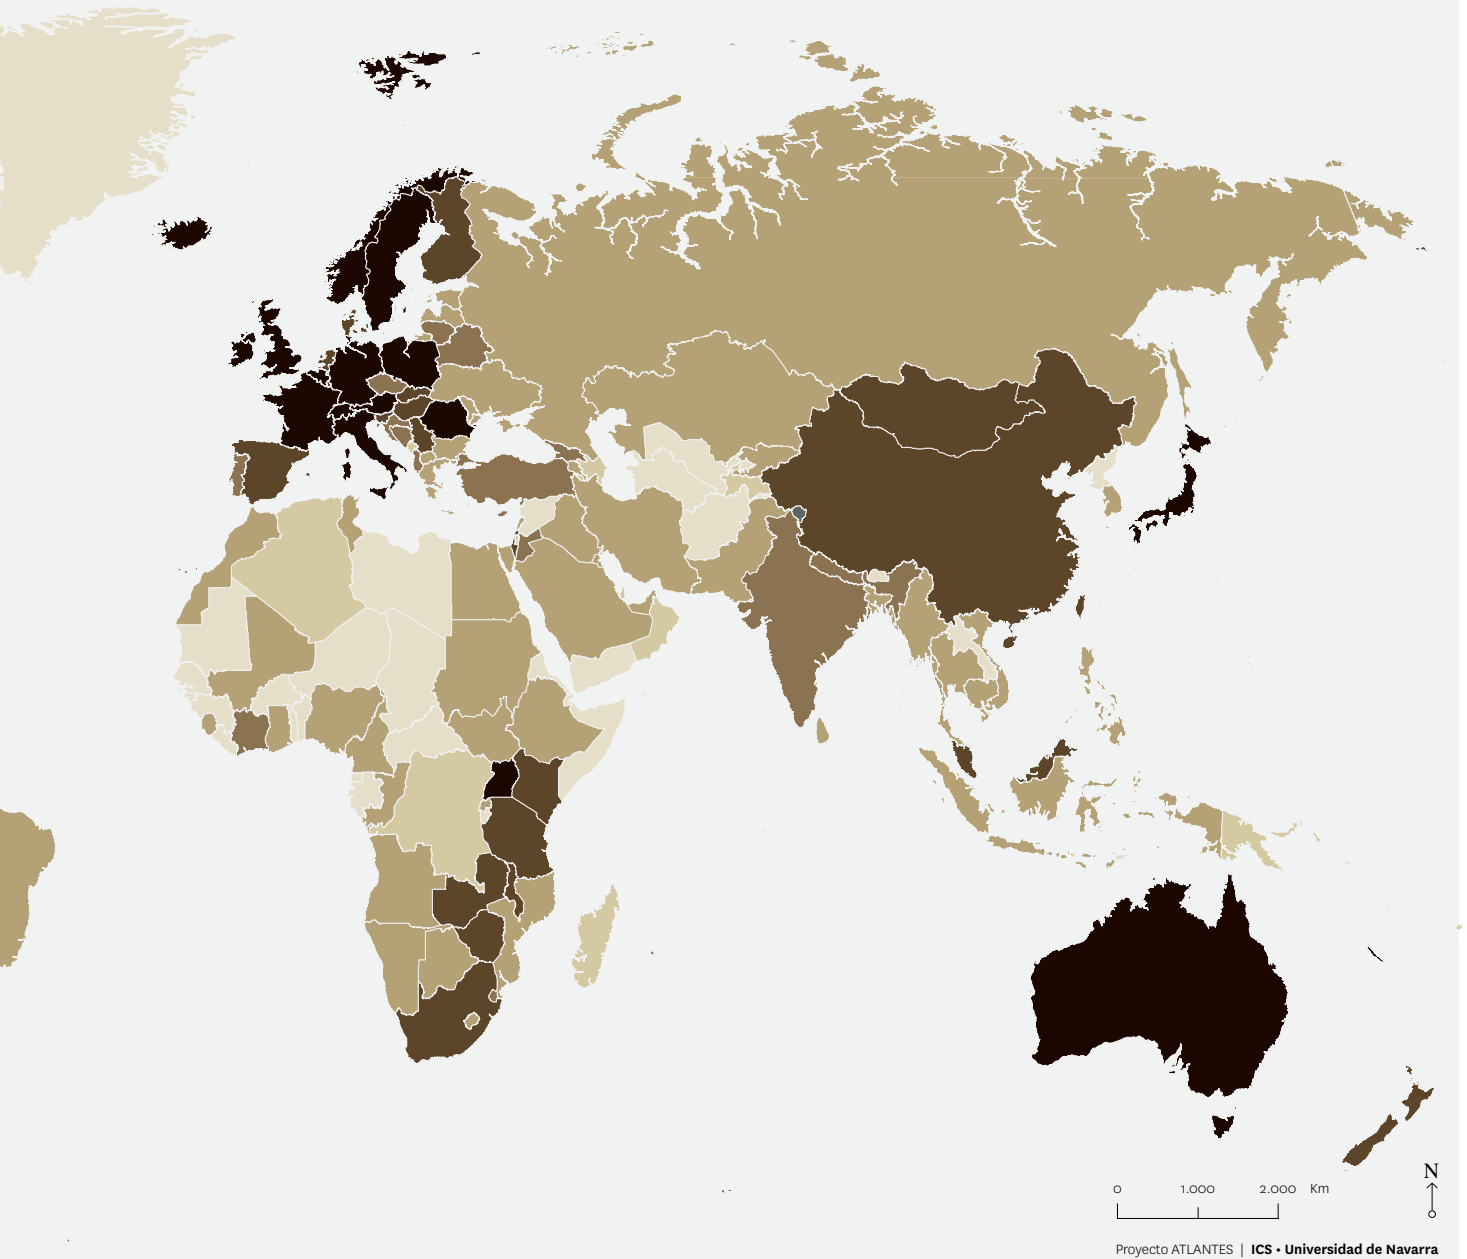 N
0 1.000 2.000 Km
Proyecto ATLANTES | ICS • Universidad de Navarra